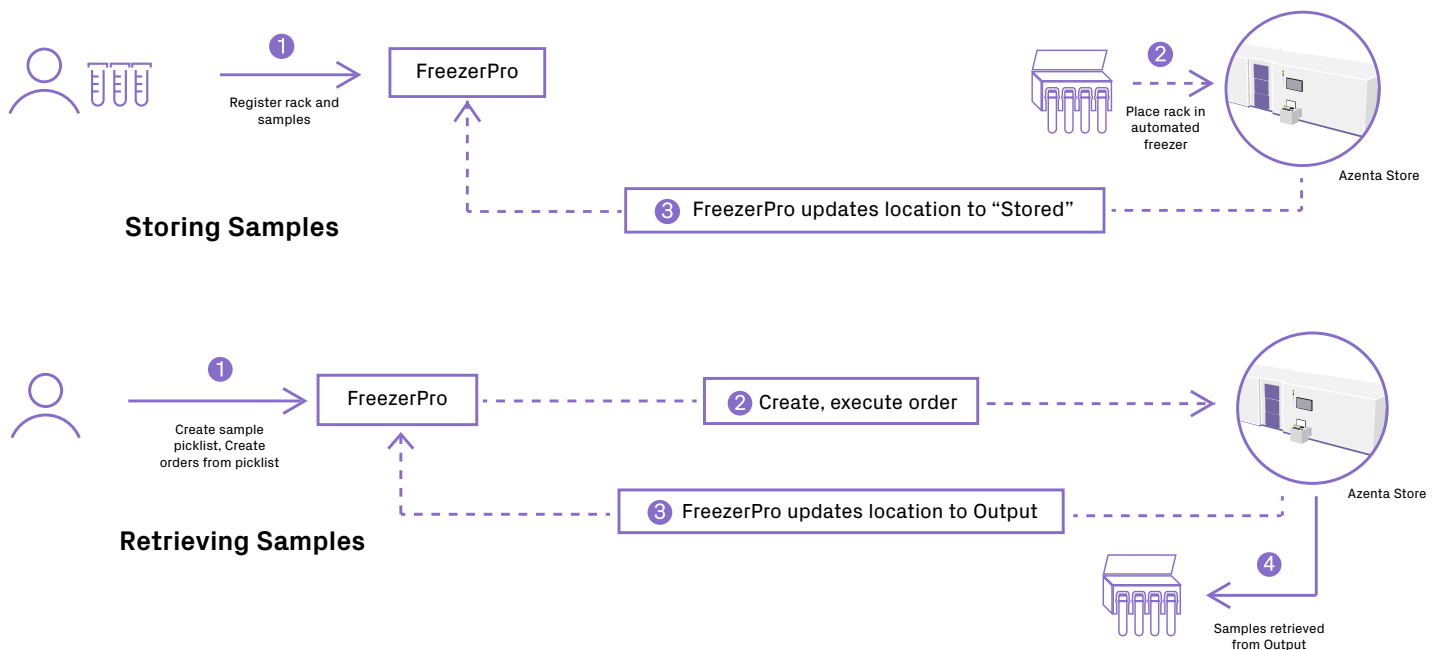 1
Register rack and
samples
FreezerPro
2
Place rack in
automated
freezer
Azenta Store
3 FreezerPro updates location to “Stored”
Storing Samples
1
Create sample
picklist, Create
orders from picklist
FreezerPro
2 Create, execute order
Azenta Store
3 FreezerPro updates location to Output
Retrieving Samples
4
Samples retrieved
from Output